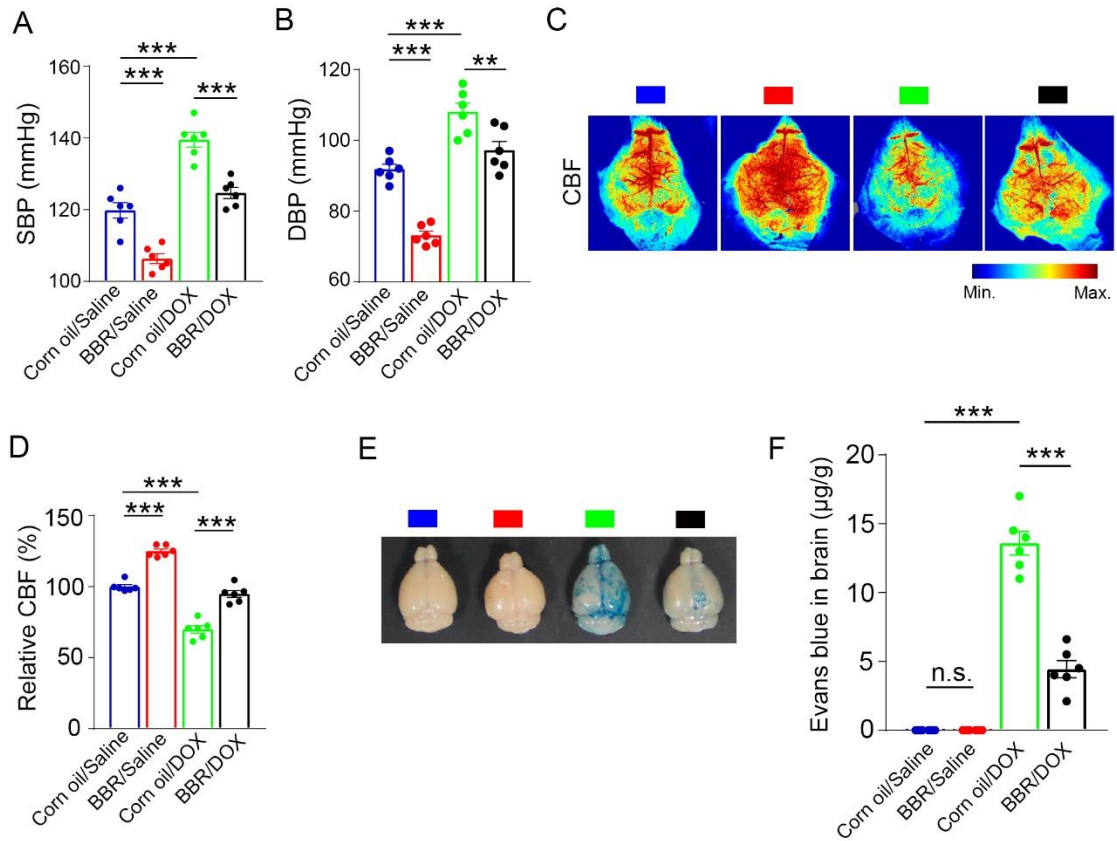 A
SBP (mmHg)
160
140
120
100
***
***
***
Corn oil/Saline
BBR/Saline
Corn oil/DOX
BBR/DOX
B
DBP (mmHg)
120
100
80
60
***
***
**
Corn oil/Saline
BBR/Saline
Corn oil/DOX
BBR/DOX
C
CBF
Min.
Max.
D
Relative CBF (%)
150
100
50
0
***
***
***
Corn oil/Saline
BBR/Saline
Corn oil/DOX
BBR/DOX
E
F
Evans blue in brain (µg/g)
20
15
10
5
0
***
***
n.s.
Corn oil/Saline
BBR/Saline
Corn oil/DOX
BBR/DOX